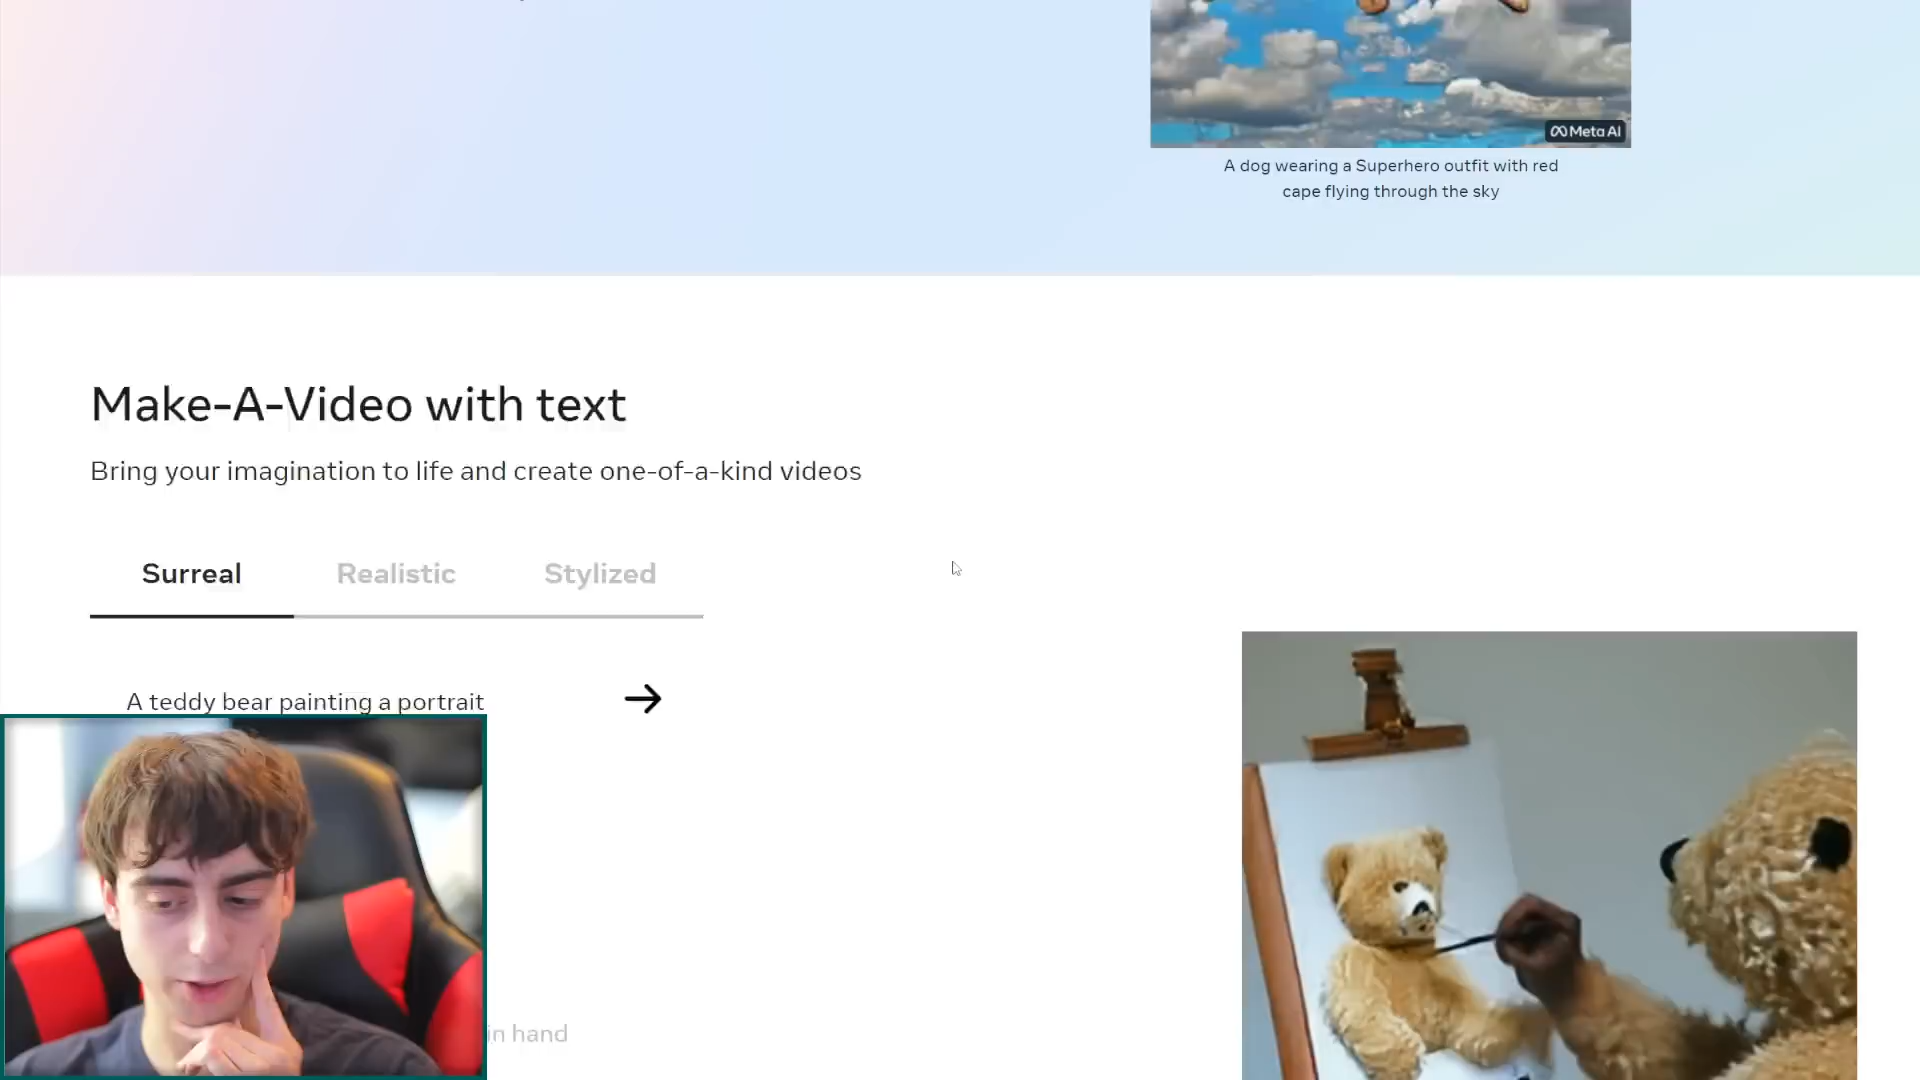 Meta AI
A dog wearing a Superhero outfit with red
cape flying through the sky
Make-A-Video with text
Bring your imagination to life and create one-of-a-kind videos
Surreal Realistic Stylized
A teddy bear painting a portrait
in hand